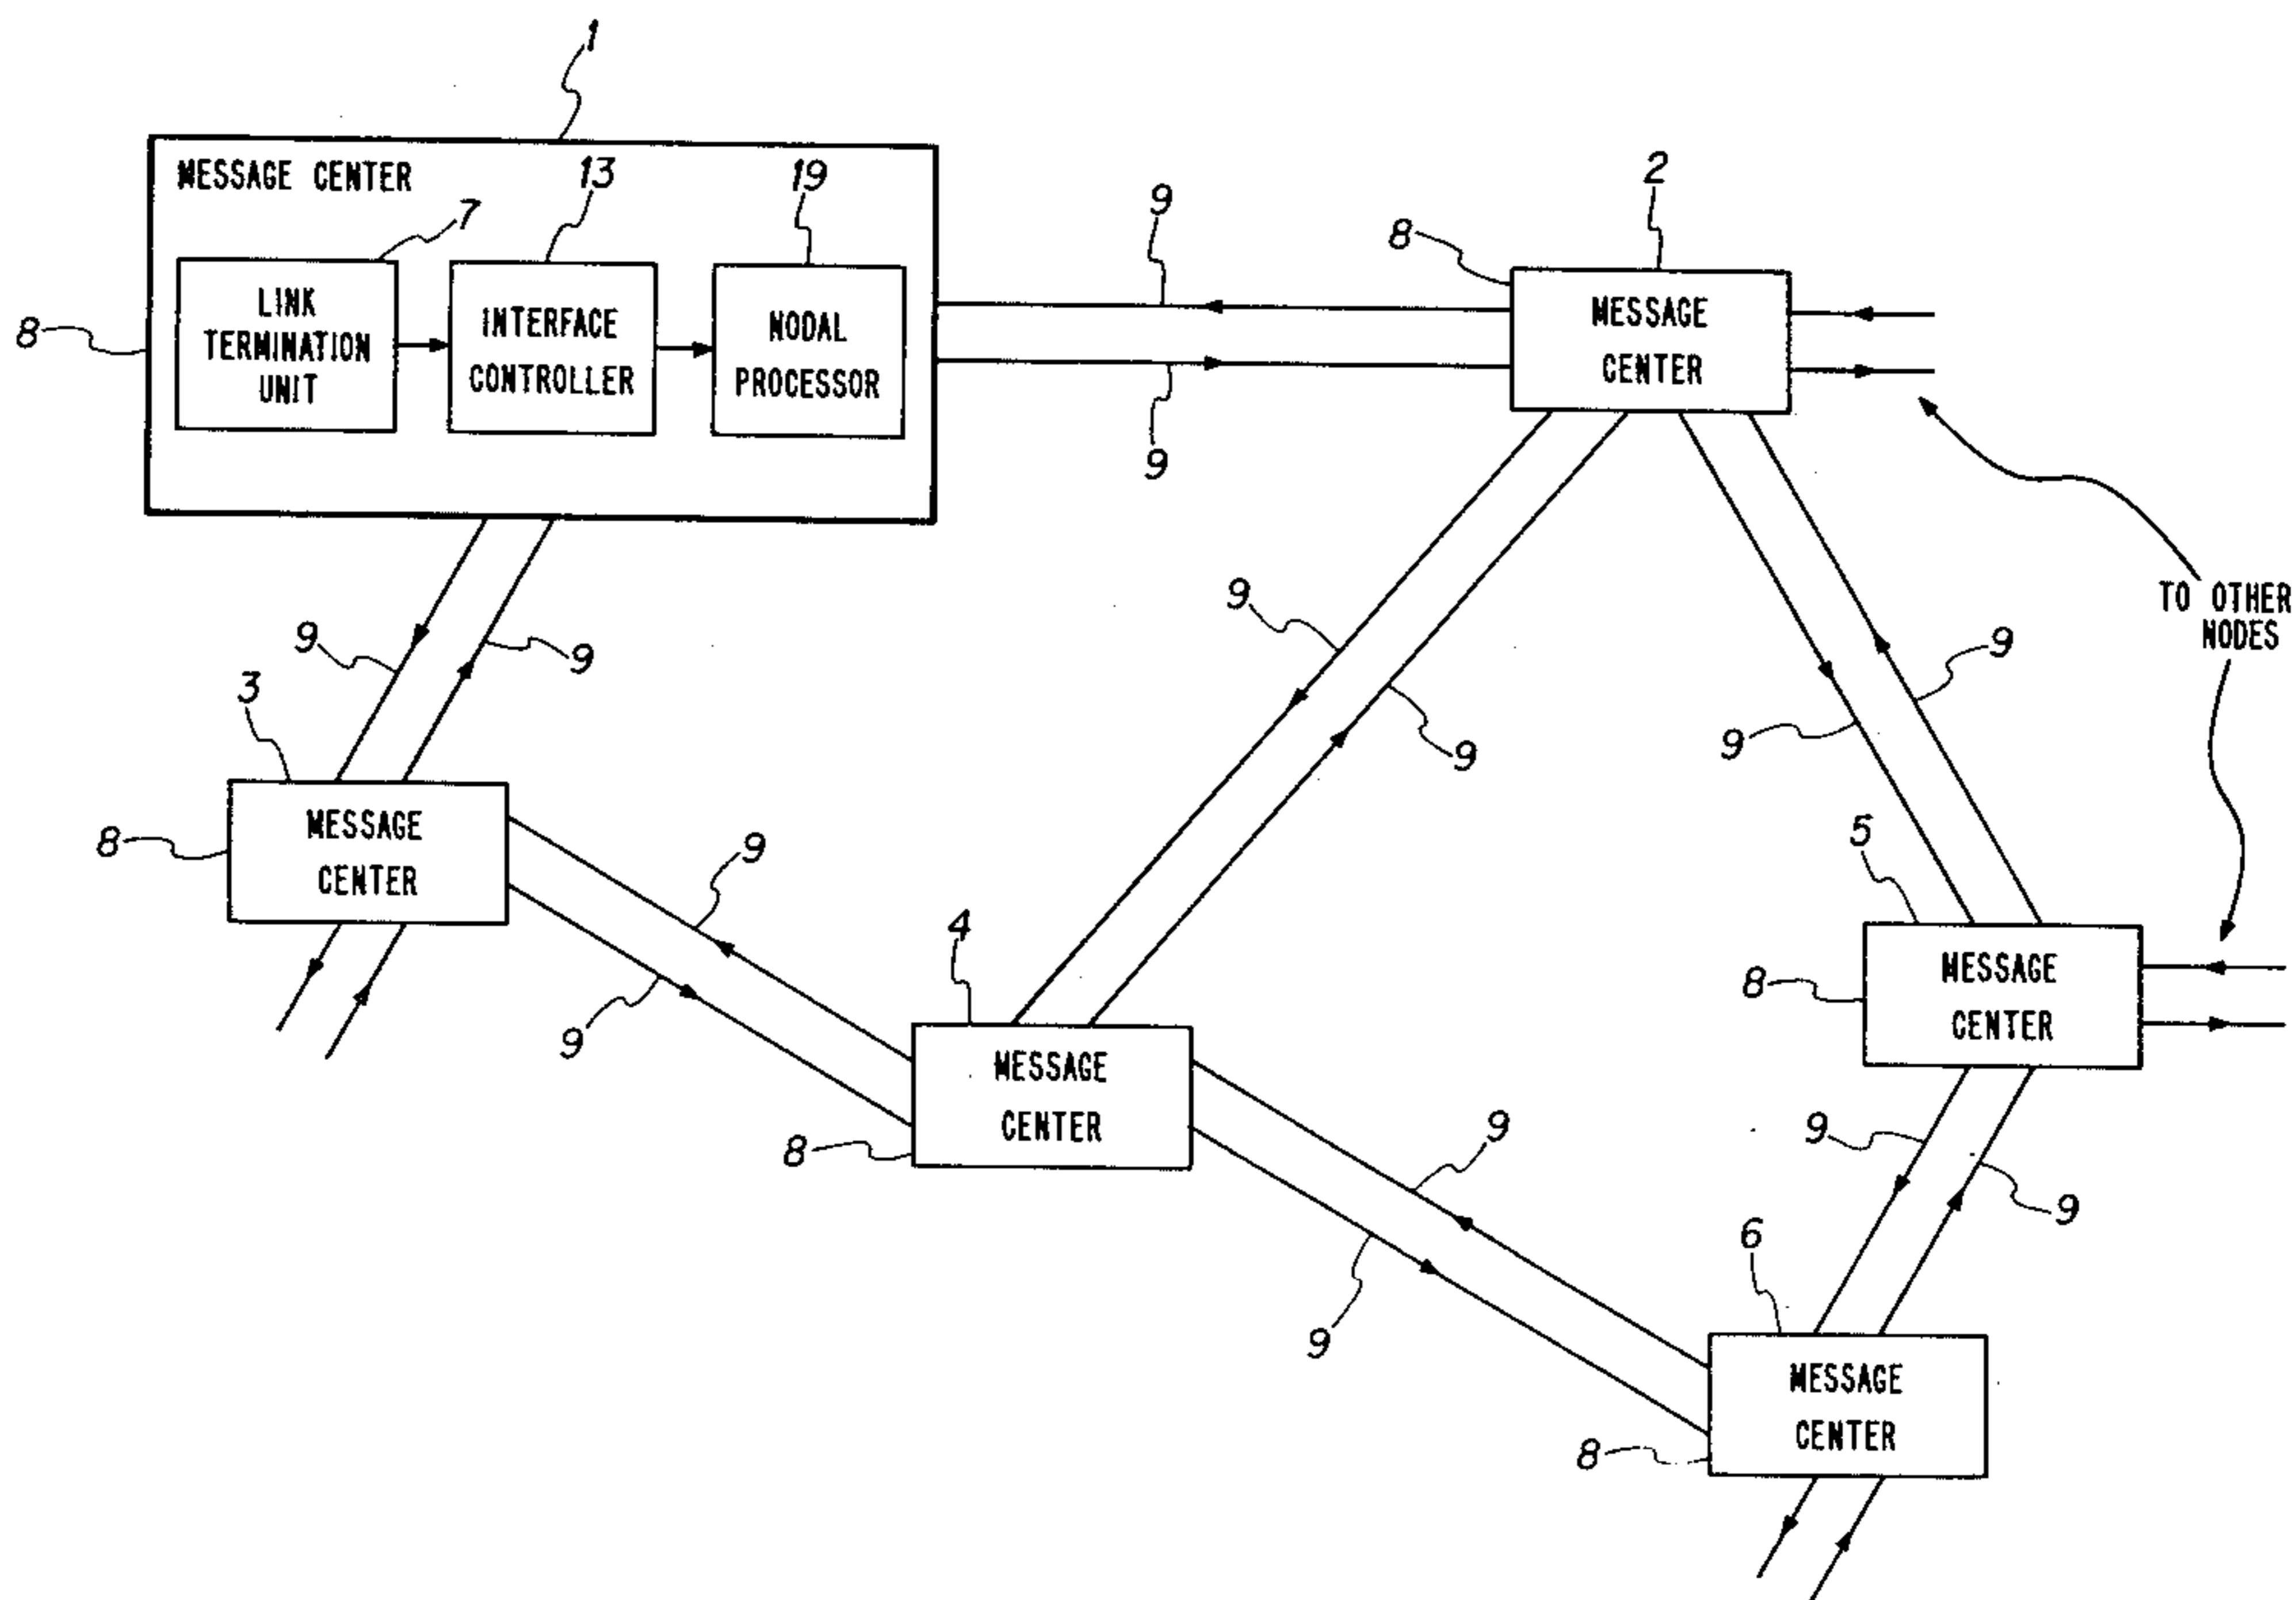 1
MESSAGE CENTER
13
19
7
LINK
TERMINATION
UNIT
INTERFACE
CONTROLLER
NODAL
PROCESSOR
8
9
9
2
8
MESSAGE
CENTER
TO OTHER
NODES
9
9
9
9
9
9
3
8
MESSAGE
CENTER
9
9
4
MESSAGE
CENTER
8
5
8
MESSAGE
CENTER
9
9
9
9
6
MESSAGE
CENTER
8